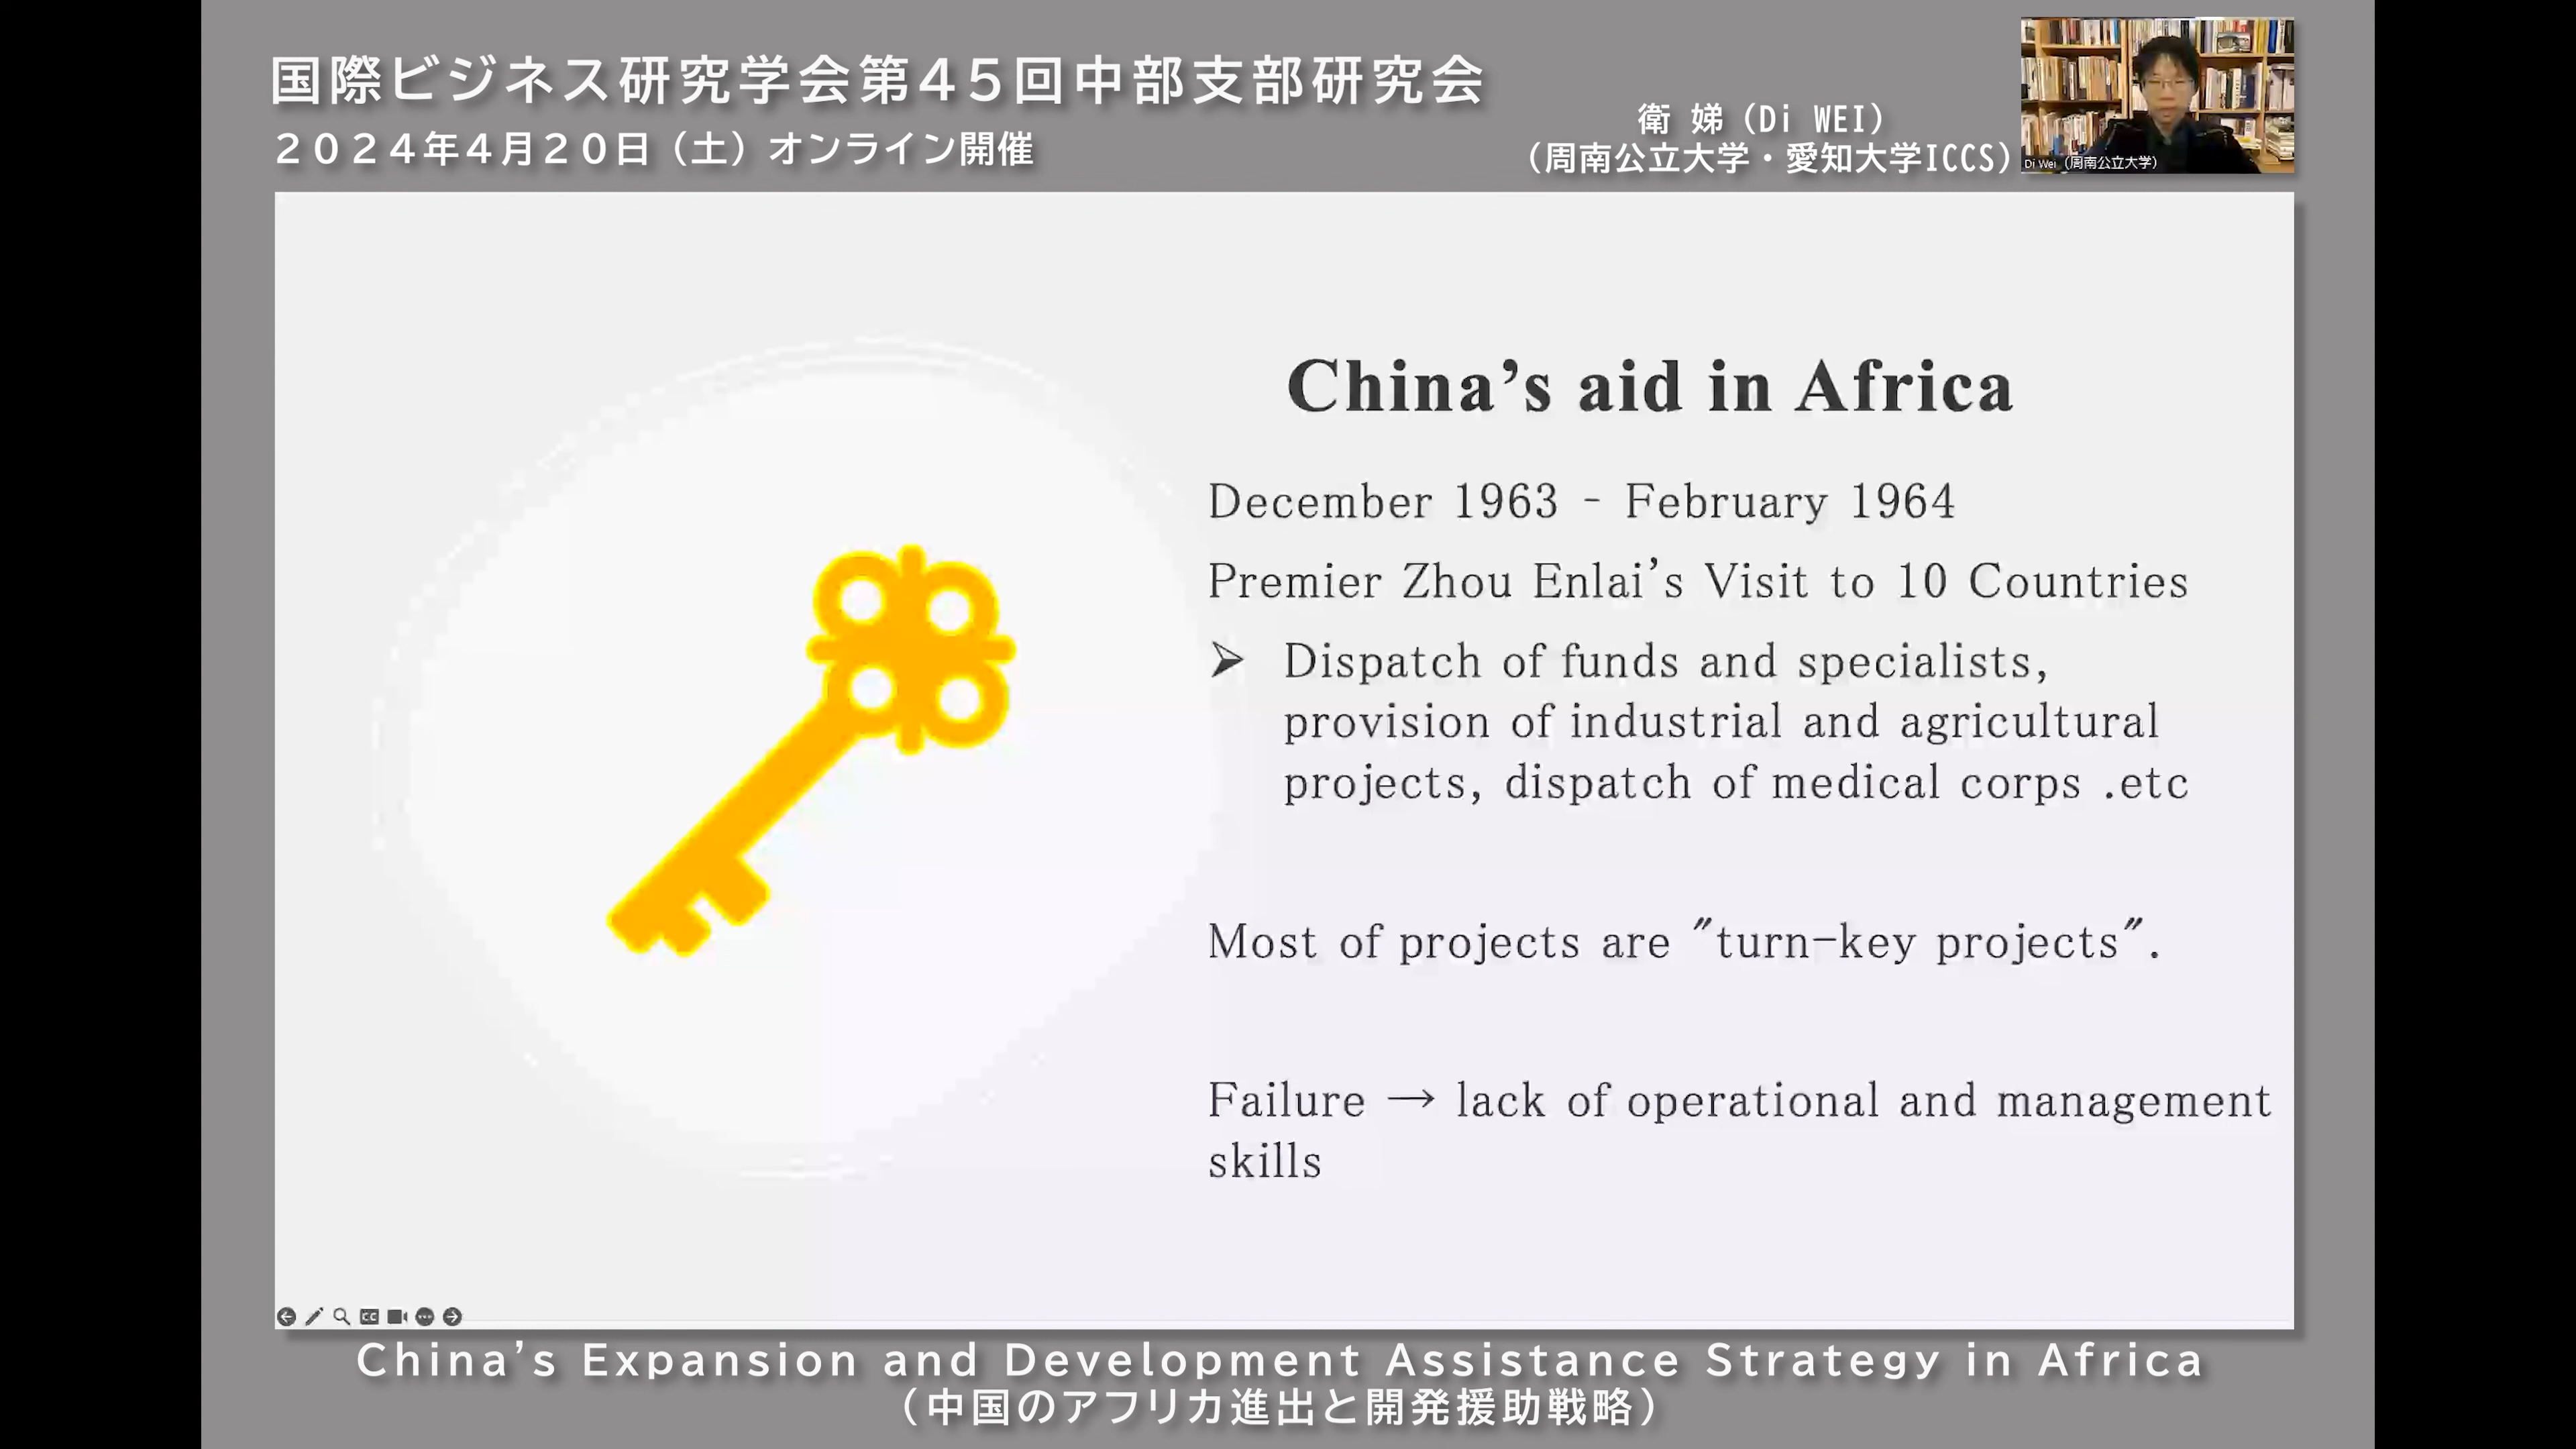 国際ビジネス研究学会第45回中部支部研究会
2024年4月20日（土）オンライン開催
衛 娣（Di WEI）
（周南公立大学・愛知大学ICCS）
Di Wei（周南公立大学）
China’s aid in Africa
December 1963 - February 1964
Premier Zhou Enlai’s Visit to 10 Countries
➢ Dispatch of funds and specialists,
provision of industrial and agricultural
projects, dispatch of medical corps .etc
Most of projects are "turn-key projects".
Failure → lack of operational and management
skills
CC
China’s Expansion and Development Assistance Strategy in Africa
（中国のアフリカ進出と開発援助戦略）